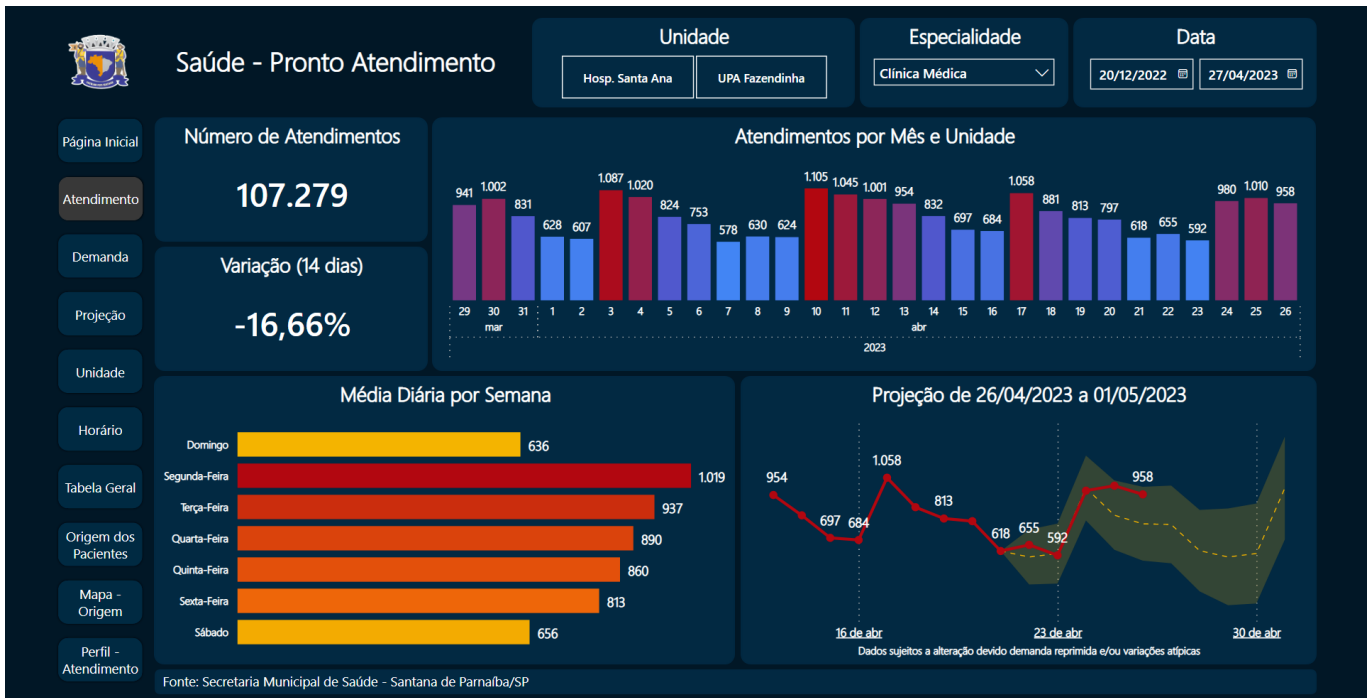 Saúde - Pronto Atendimento
Unidade
Hosp. Santa Ana
UPA Fazendinha
Especialidade
Clínica Médica
Data
20/12/2022
27/04/2023
Página Inicial
Atendimento
Demanda
Projeção
Unidade
Horário
Tabela Geral
Origem dos
Pacientes
Mapa -
Origem
Perfil -
Atendimento
Número de Atendimentos
107.279
Variação (14 dias)
-16,66%
Atendimentos por Mês e Unidade
941 1.002 831 628 607 1.087 1.020 824 753 578 630 624 1.105 1.045 1.001 954 832 697 684 1.058 881 813 797 618 655 592 980 1.010 958
29 30 31 1 2 3 4 5 6 7 8 9 10 11 12 13 14 15 16 17 18 19 20 21 22 23 24 25 26
mar abr
2023
Média Diária por Semana
Domingo 636
Segunda-Feira 1.019
Terça-Feira 937
Quarta-Feira 890
Quinta-Feira 860
Sexta-Feira 813
Sábado 656
Projeção de 26/04/2023 a 01/05/2023
954 697 684 1.058 813 618 655 592 958
16 de abr 23 de abr 30 de abr
Dados sujeitos a alteração devido demanda reprimida e/ou variações atípicas
Fonte: Secretaria Municipal de Saúde - Santana de Parnaíba/SP